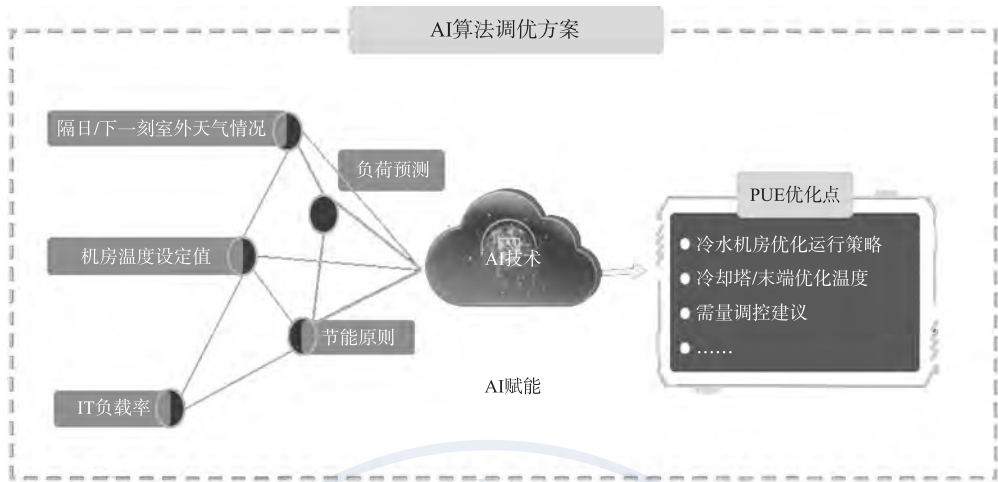 AI算法调优方案
隔日/下一刻室外天气情况
负荷预测
机房温度设定值
节能原则
IT负载率
AI技术
AI赋能
PUE优化点
冷水机房优化运行策略
冷却塔/末端优化温度
需量调控建议
……